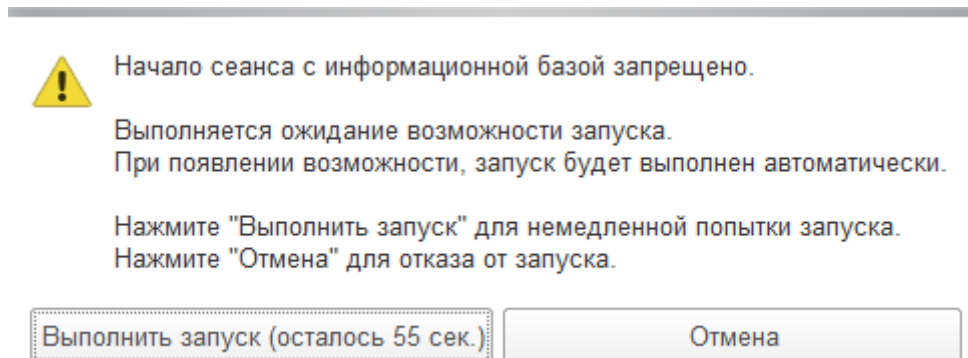 Начало сеанса с информационной базой запрещено.
Выполняется ожидание возможности запуска.
При появлении возможности, запуск будет выполнен автоматически.
Нажмите "Выполнить запуск" для немедленной попытки запуска.
Нажмите "Отмена" для отказа от запуска.
Выполнить запуск (осталось 55 сек.)
Отмена